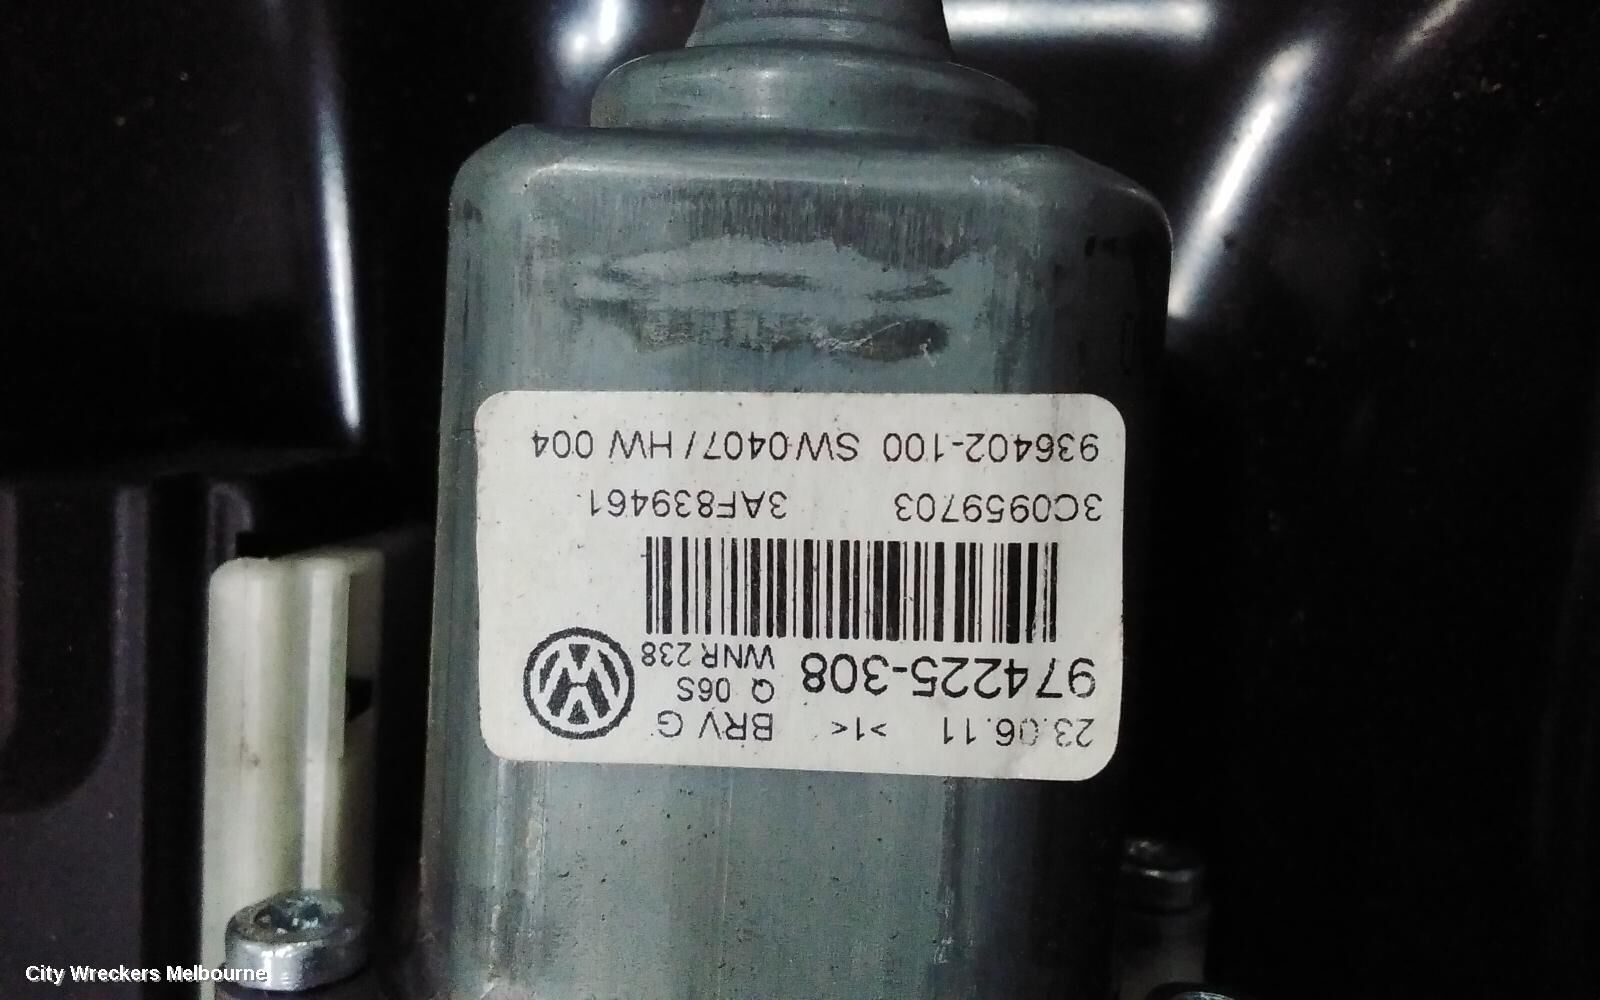 23.06.11 >1< BRV G
974225-308 Q 06S
WNR 238
3C0959703 3AF839461
936402-100 SW0407/HW 004
City Wreckers Melbourne